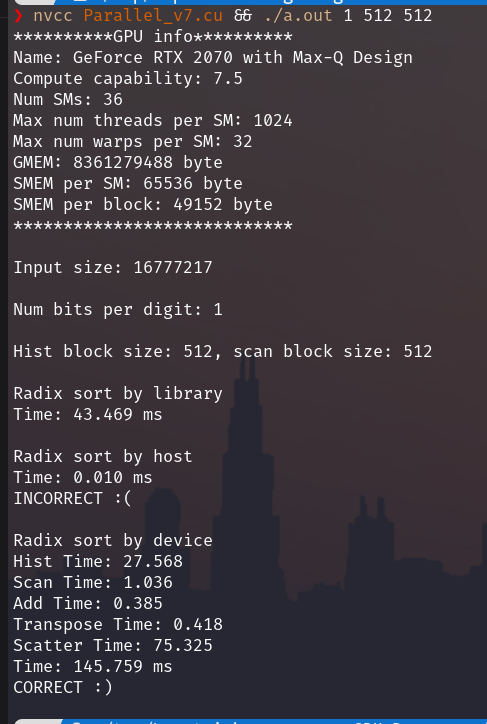 ❯ nvcc Parallel_v7.cu && ./a.out 1 512 512
**********GPU info**********
Name: GeForce RTX 2070 with Max-Q Design
Compute capability: 7.5
Num SMs: 36
Max num threads per SM: 1024
Max num warps per SM: 32
GMEM: 8361279488 byte
SMEM per SM: 65536 byte
SMEM per block: 49152 byte
****************************
Input size: 16777217
Num bits per digit: 1
Hist block size: 512, scan block size: 512
Radix sort by library
Time: 43.469 ms
Radix sort by host
Time: 0.010 ms
INCORRECT :(
Radix sort by device
Hist Time: 27.568
Scan Time: 1.036
Add Time: 0.385
Transpose Time: 0.418
Scatter Time: 75.325
Time: 145.759 ms
CORRECT :)